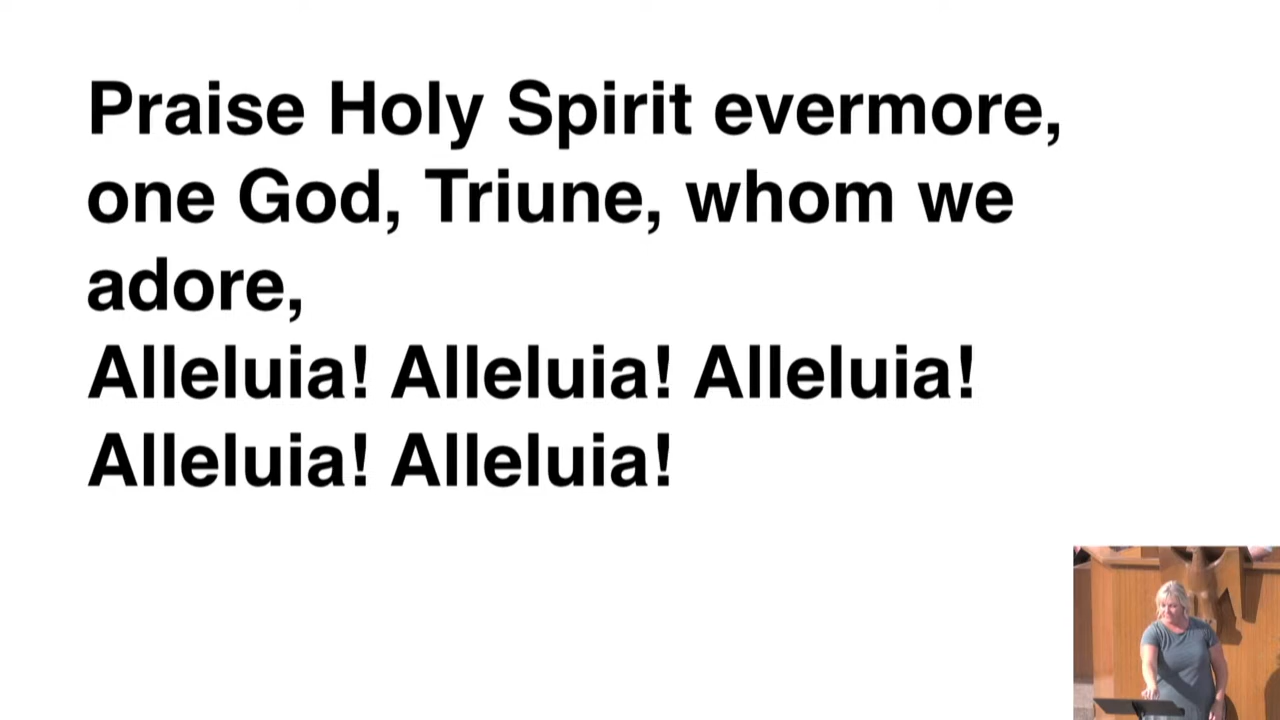 Praise Holy Spirit evermore,
one God, Triune, whom we
adore,
Alleluia! Alleluia! Alleluia!
Alleluia! Alleluia!